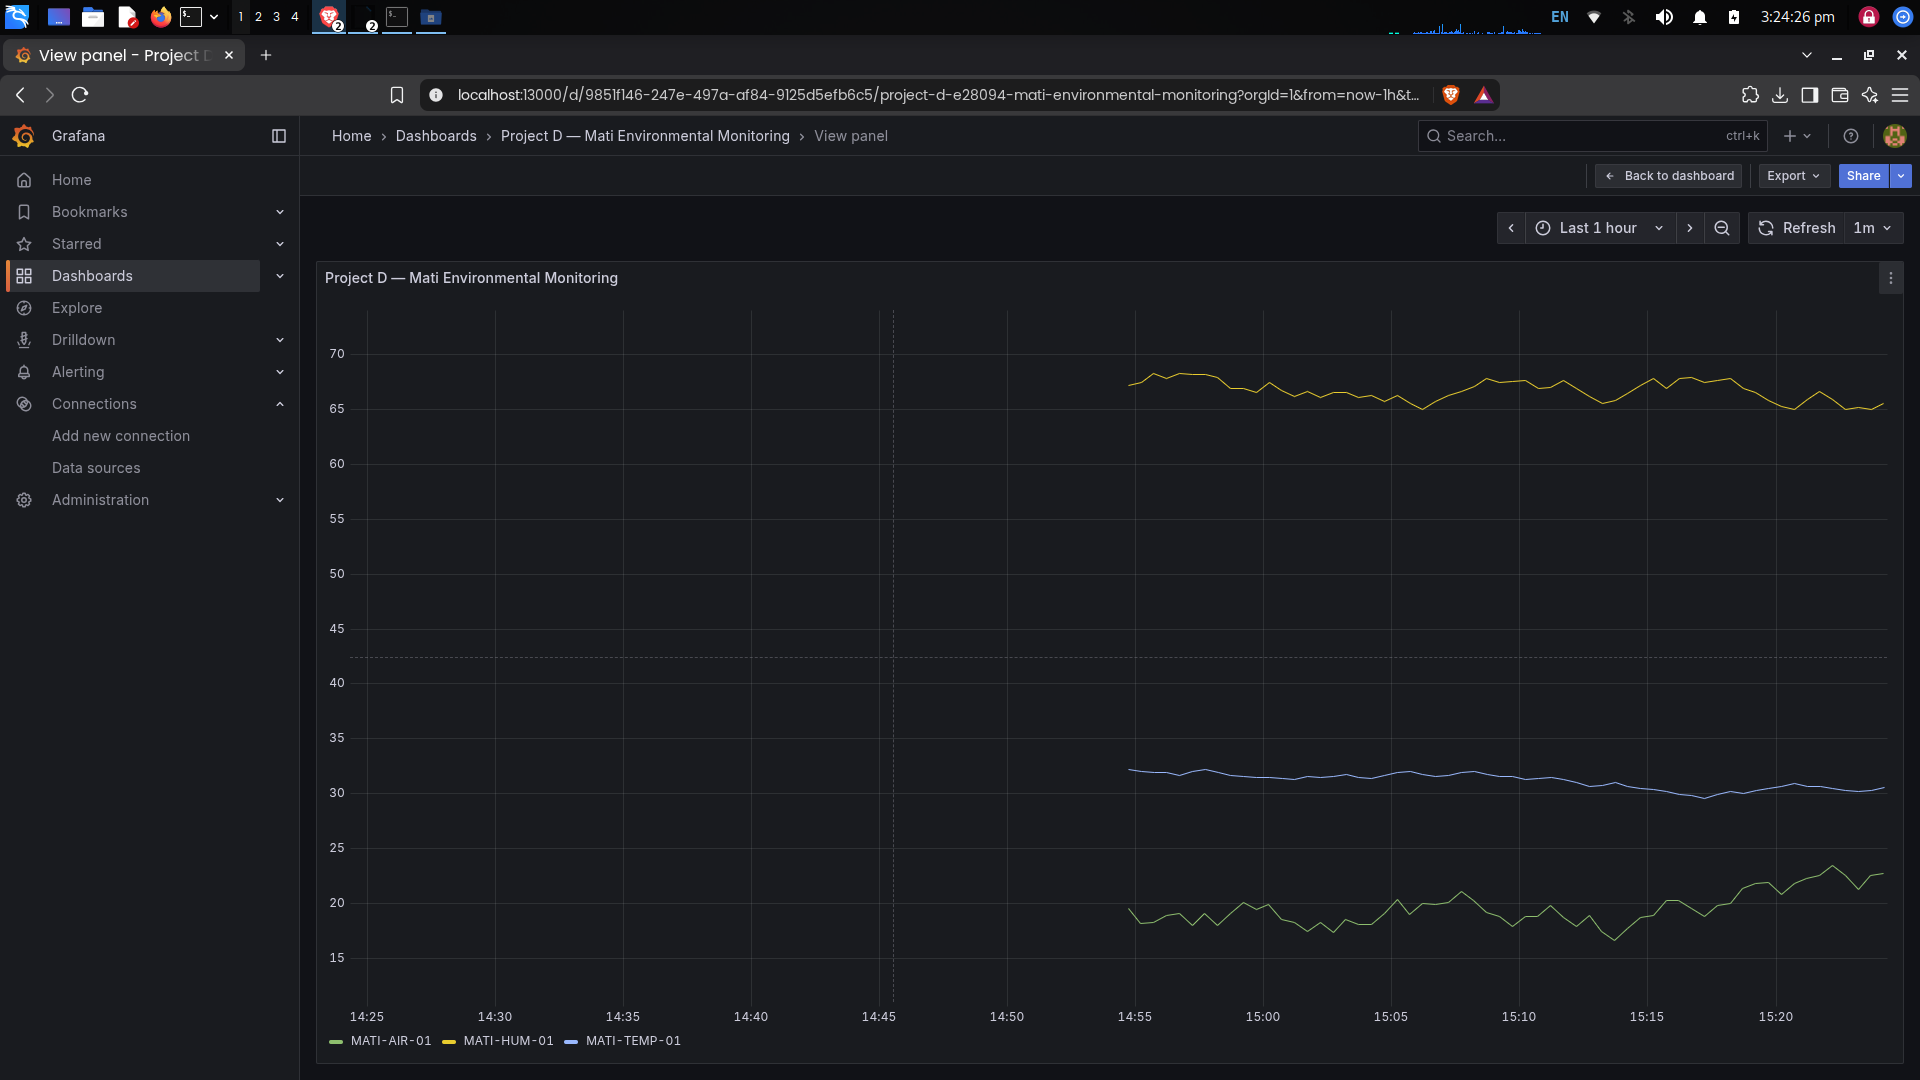 1 2 3 4
2
2
EN
3:24:26 pm
View panel - Project D
localhost:13000/d/9851f146-247e-497a-af84-9125d5efb6c5/project-d-e28094-mati-environmental-monitoring?orgId=1&from=now-1h&t...
Grafana
Home › Dashboards › Project D — Mati Environmental Monitoring › View panel
Search... ctrl+k
Back to dashboard
Export
Share
Home
Bookmarks
Starred
Dashboards
Explore
Drilldown
Alerting
Connections
Add new connection
Data sources
Administration
Last 1 hour
Refresh 1m
Project D — Mati Environmental Monitoring
70
65
60
55
50
45
40
35
30
25
20
15
14:25 14:30 14:35 14:40 14:45 14:50 14:55 15:00 15:05 15:10 15:15 15:20
MATI-AIR-01 MATI-HUM-01 MATI-TEMP-01